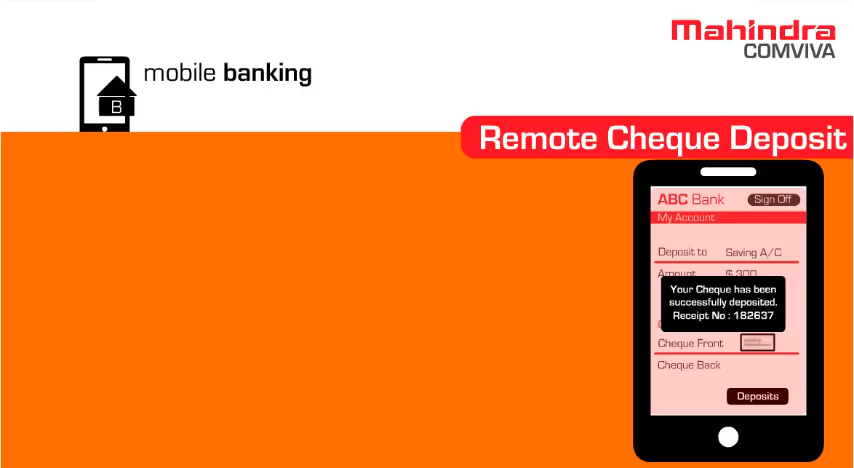 Mahindra
COMVIVA
mobile banking
B
Remote Cheque Deposit
ABC Bank
Sign Off
My Account
Deposit to Saving A/C
Amount $ 300
Your Cheque has been
successfully deposited.
Receipt No : 182637
Cheque Front
Cheque Back
Deposits